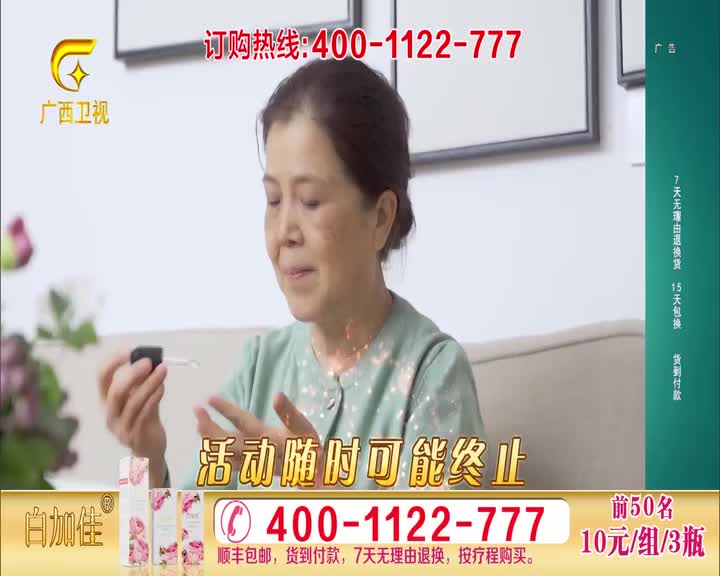 订购热线:400-1122-777
广西卫视
广告
7天无理由退换货 15天包换 货到付款
活动随时可能终止
白加佳®
400-1122-777
顺丰包邮，货到付款，7天无理由退换，按疗程购买。
前50名
10元/组/3瓶